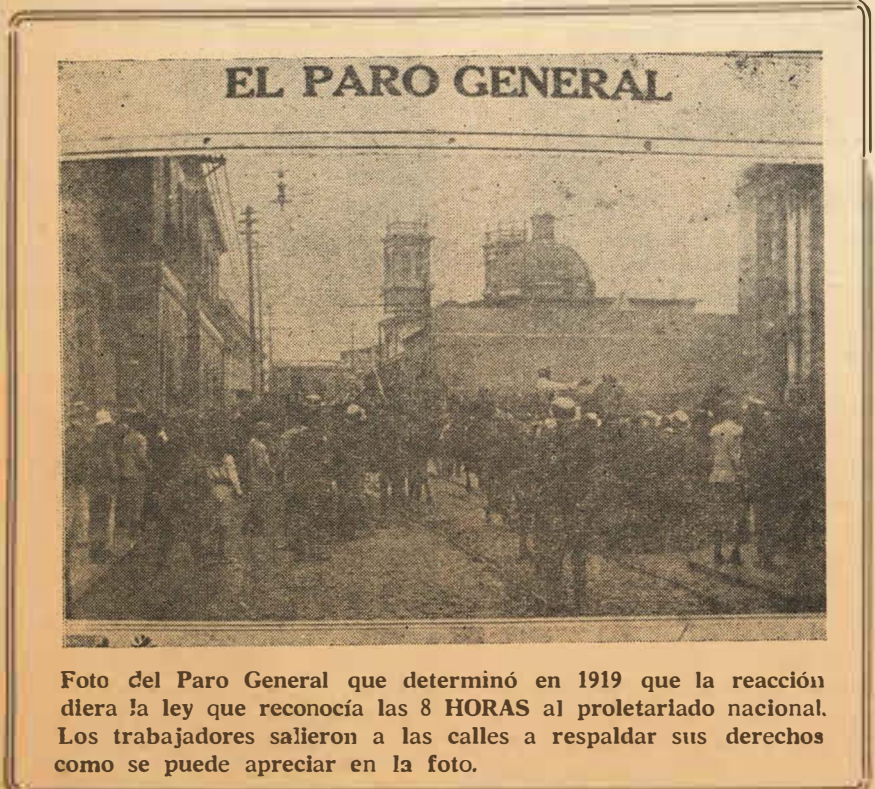 EL PARO GENERAL
Foto del Paro General que determinó en 1919 que la reacción
diera la ley que reconocía las 8 HORAS al proletariado nacional.
Los trabajadores salieron a las calles a respaldar sus derechos
como se puede apreciar en la foto.